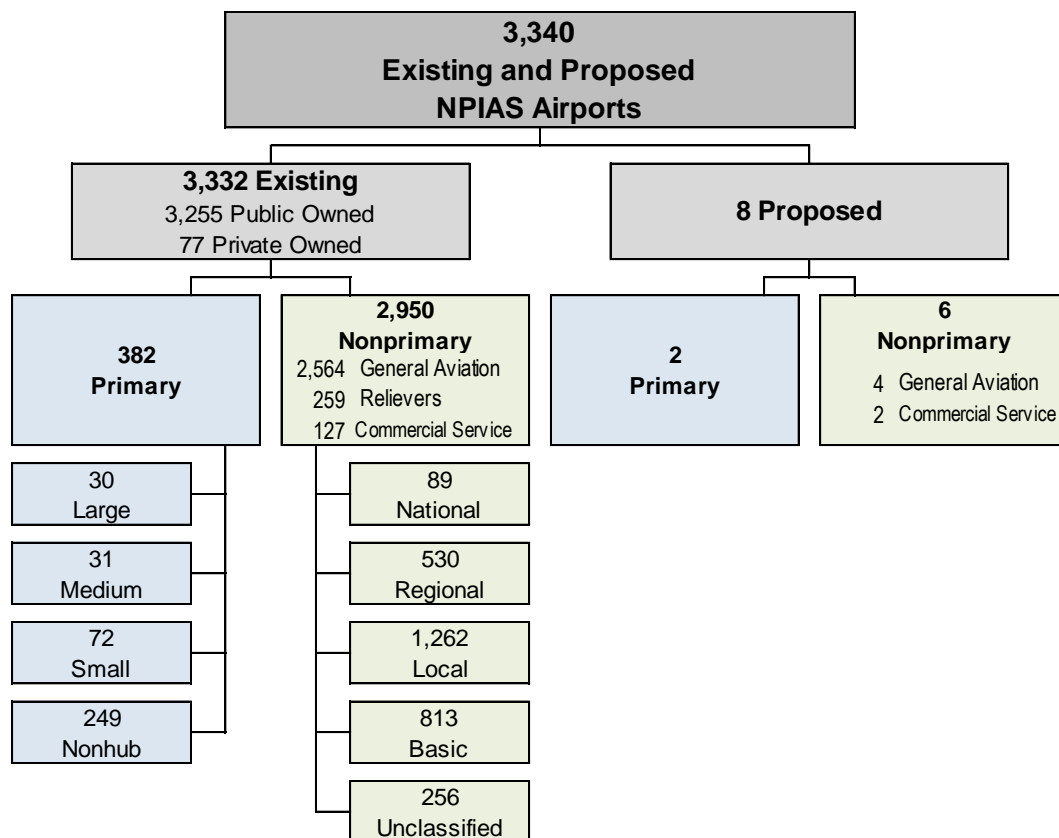 3,340
Existing and Proposed
NPIAS Airports
3,332 Existing
3,255 Public Owned
77 Private Owned
8 Proposed
382
Primary
2,950
Nonprimary
2,564 General Aviation
259 Relievers
127 Commercial Service
2
Primary
6
Nonprimary
4 General Aviation
2 Commercial Service
30
Large
31
Medium
72
Small
249
Nonhub
89
National
530
Regional
1,262
Local
813
Basic
256
Unclassified